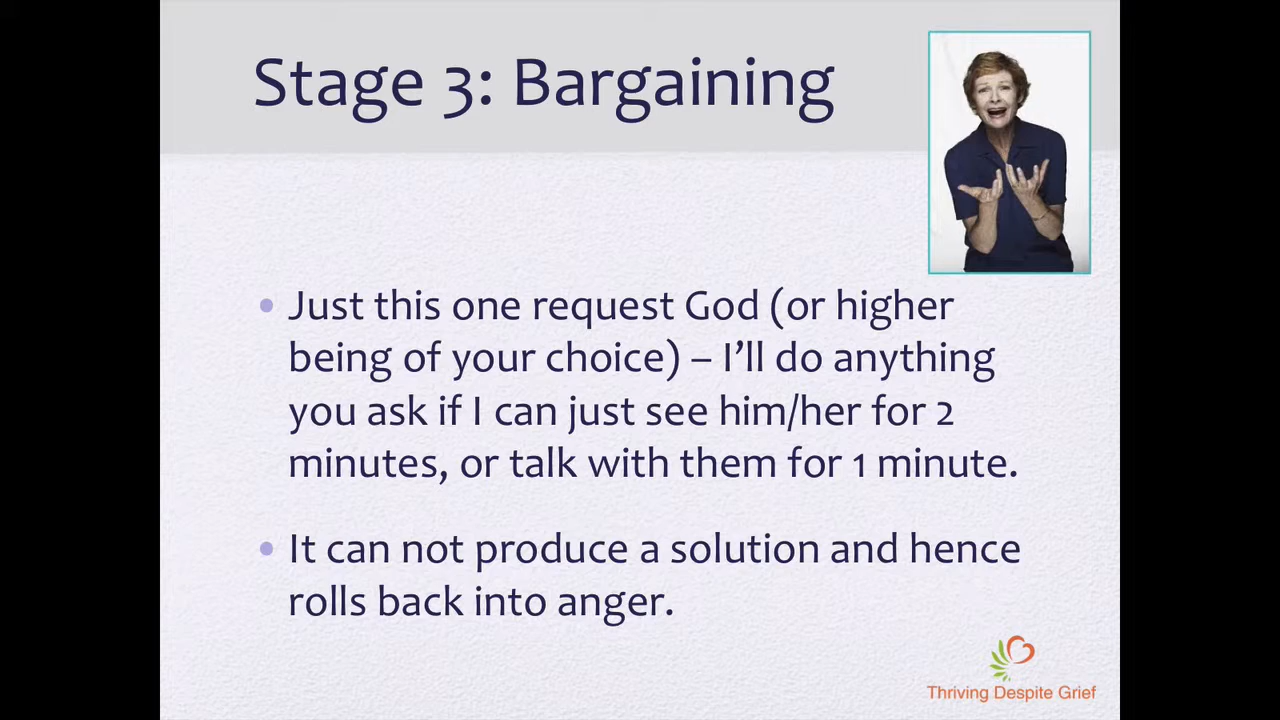 Stage 3: Bargaining
• Just this one request God (or higher
being of your choice) – I’ll do anything
you ask if I can just see him/her for 2
minutes, or talk with them for 1 minute.
• It can not produce a solution and hence
rolls back into anger.
Thriving Despite Grief